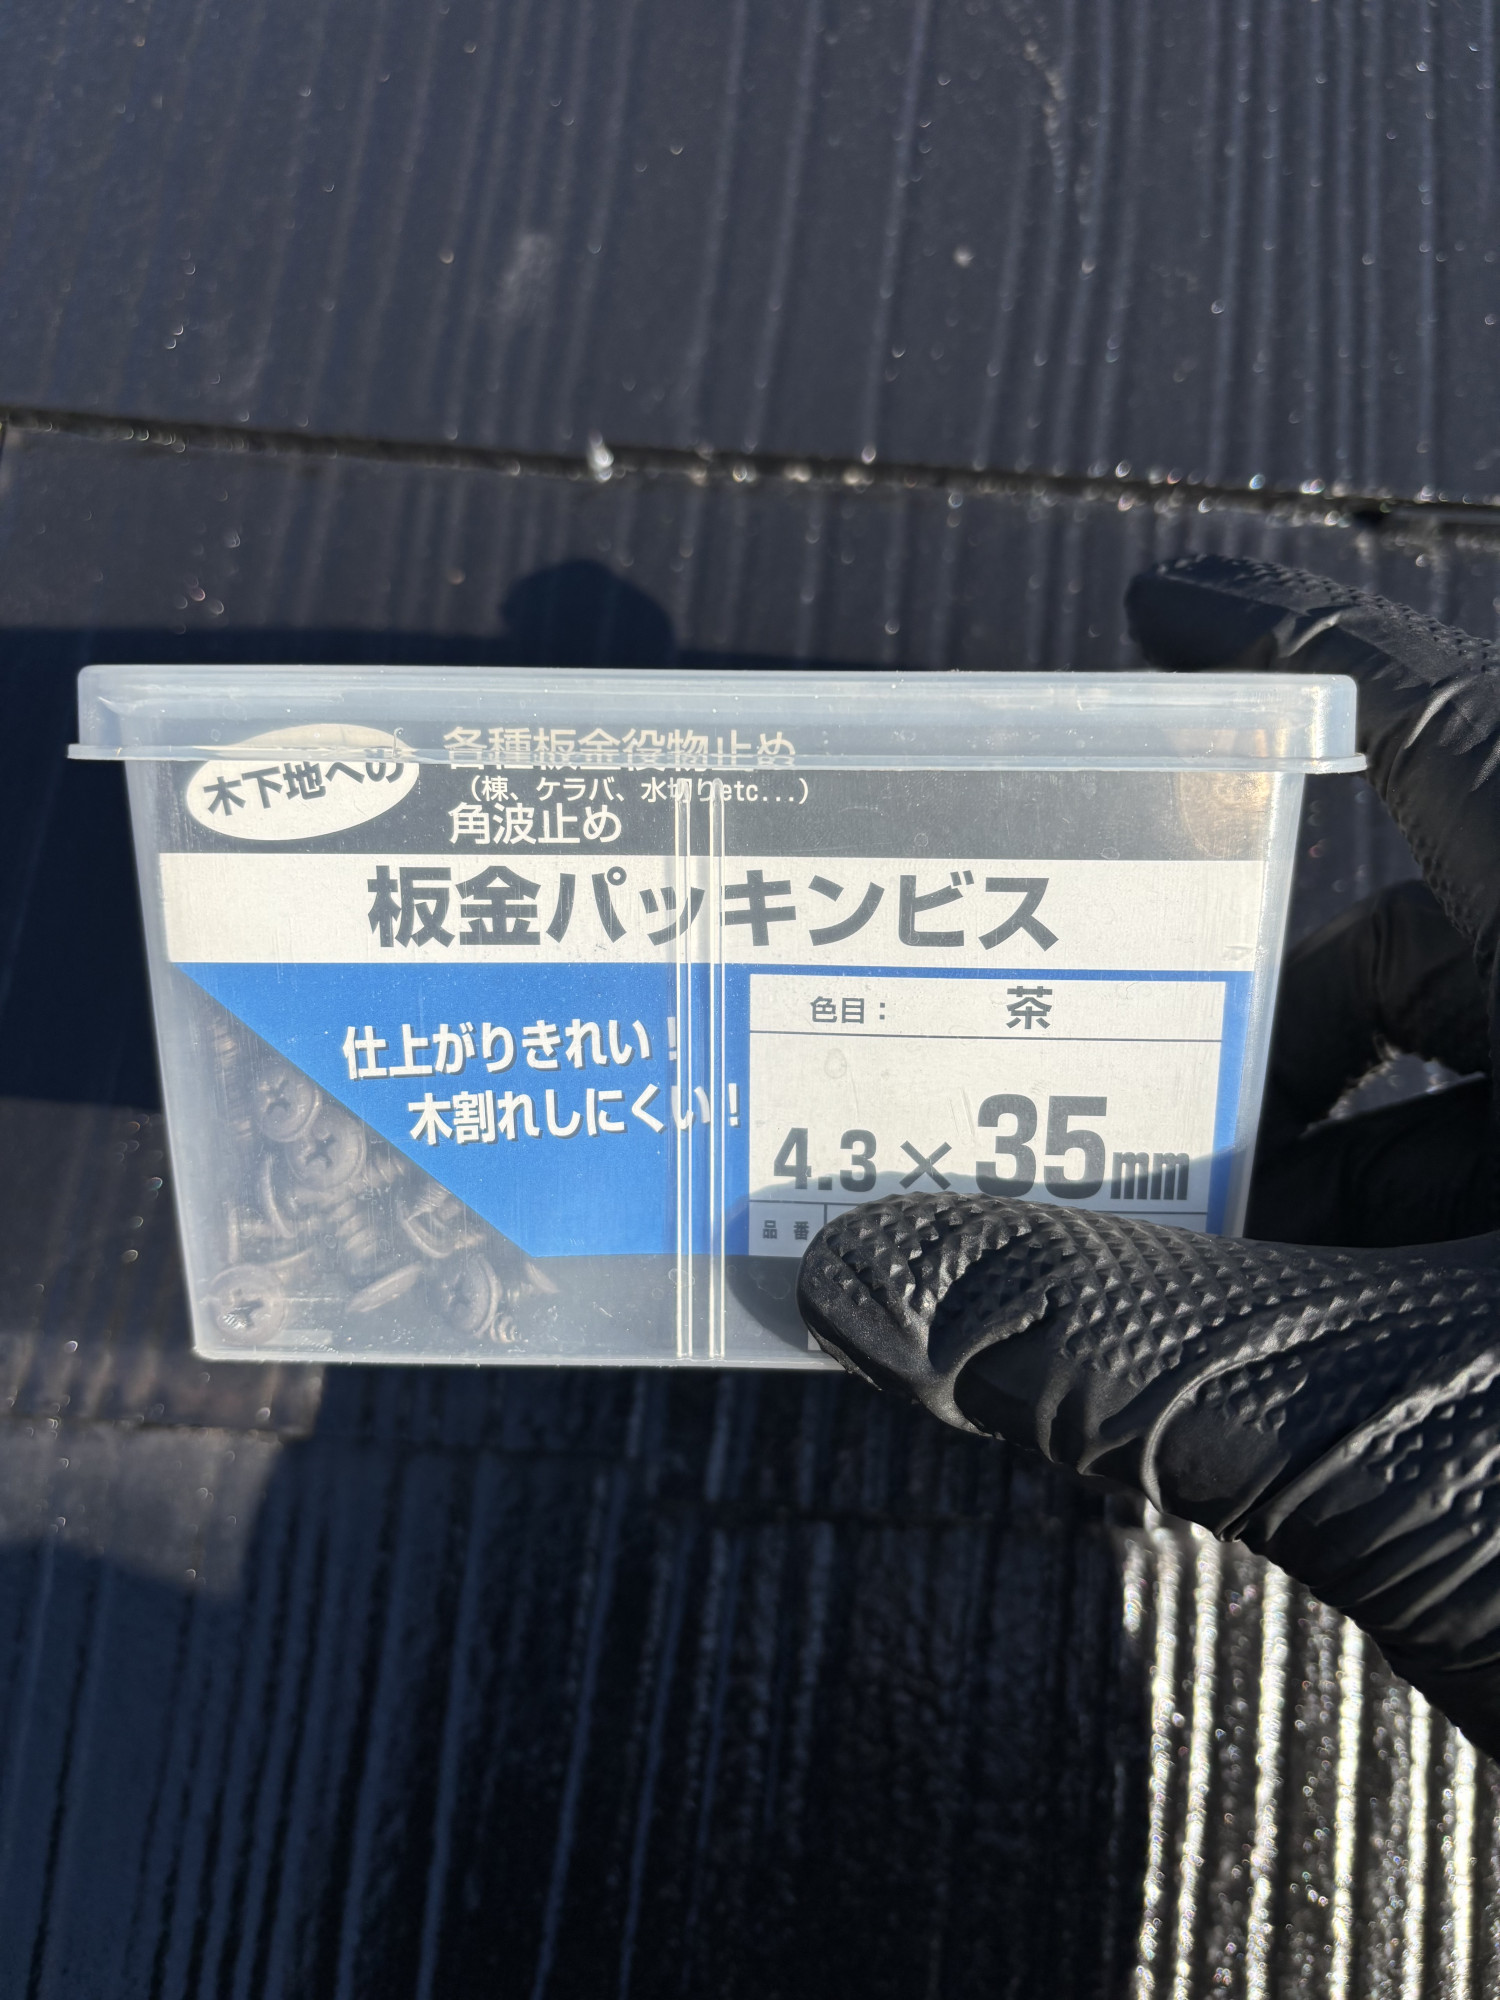 木下地への
各種板金役物止め
（棟、ケラバ、水切りetc...）
角波止め
板金パッキンビス
仕上がりきれい！
木割れしにくい！
色目： 茶
4.3×35mm
品番